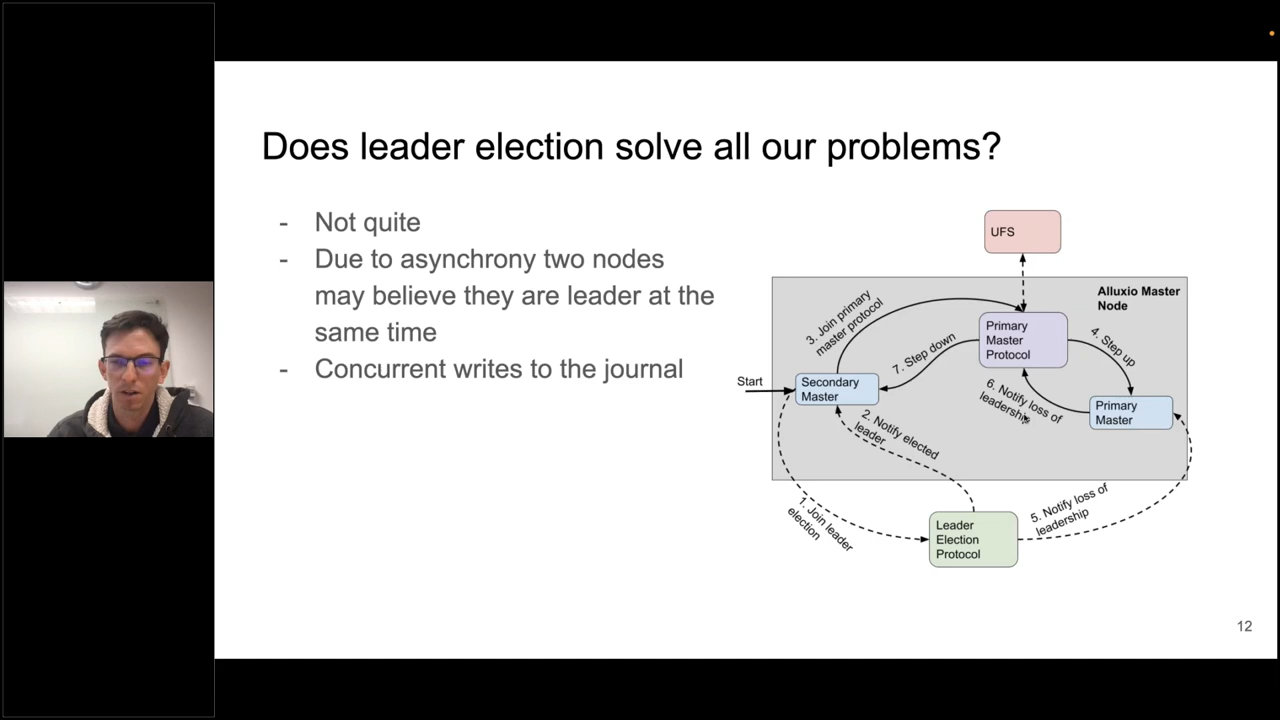 Does leader election solve all our problems?
- Not quite
- Due to asynchrony two nodes
may believe they are leader at the
same time
- Concurrent writes to the journal
UFS
Alluxio Master
Node
3. Join primary
master protocol
Primary
Master
Protocol
4. Step up
7. Step down
Start
Secondary
Master
6. Notify loss of
leadership
Primary
Master
2. Notify elected
leader
1. Join leader
election
Leader
Election
Protocol
5. Notify loss of
leadership
12